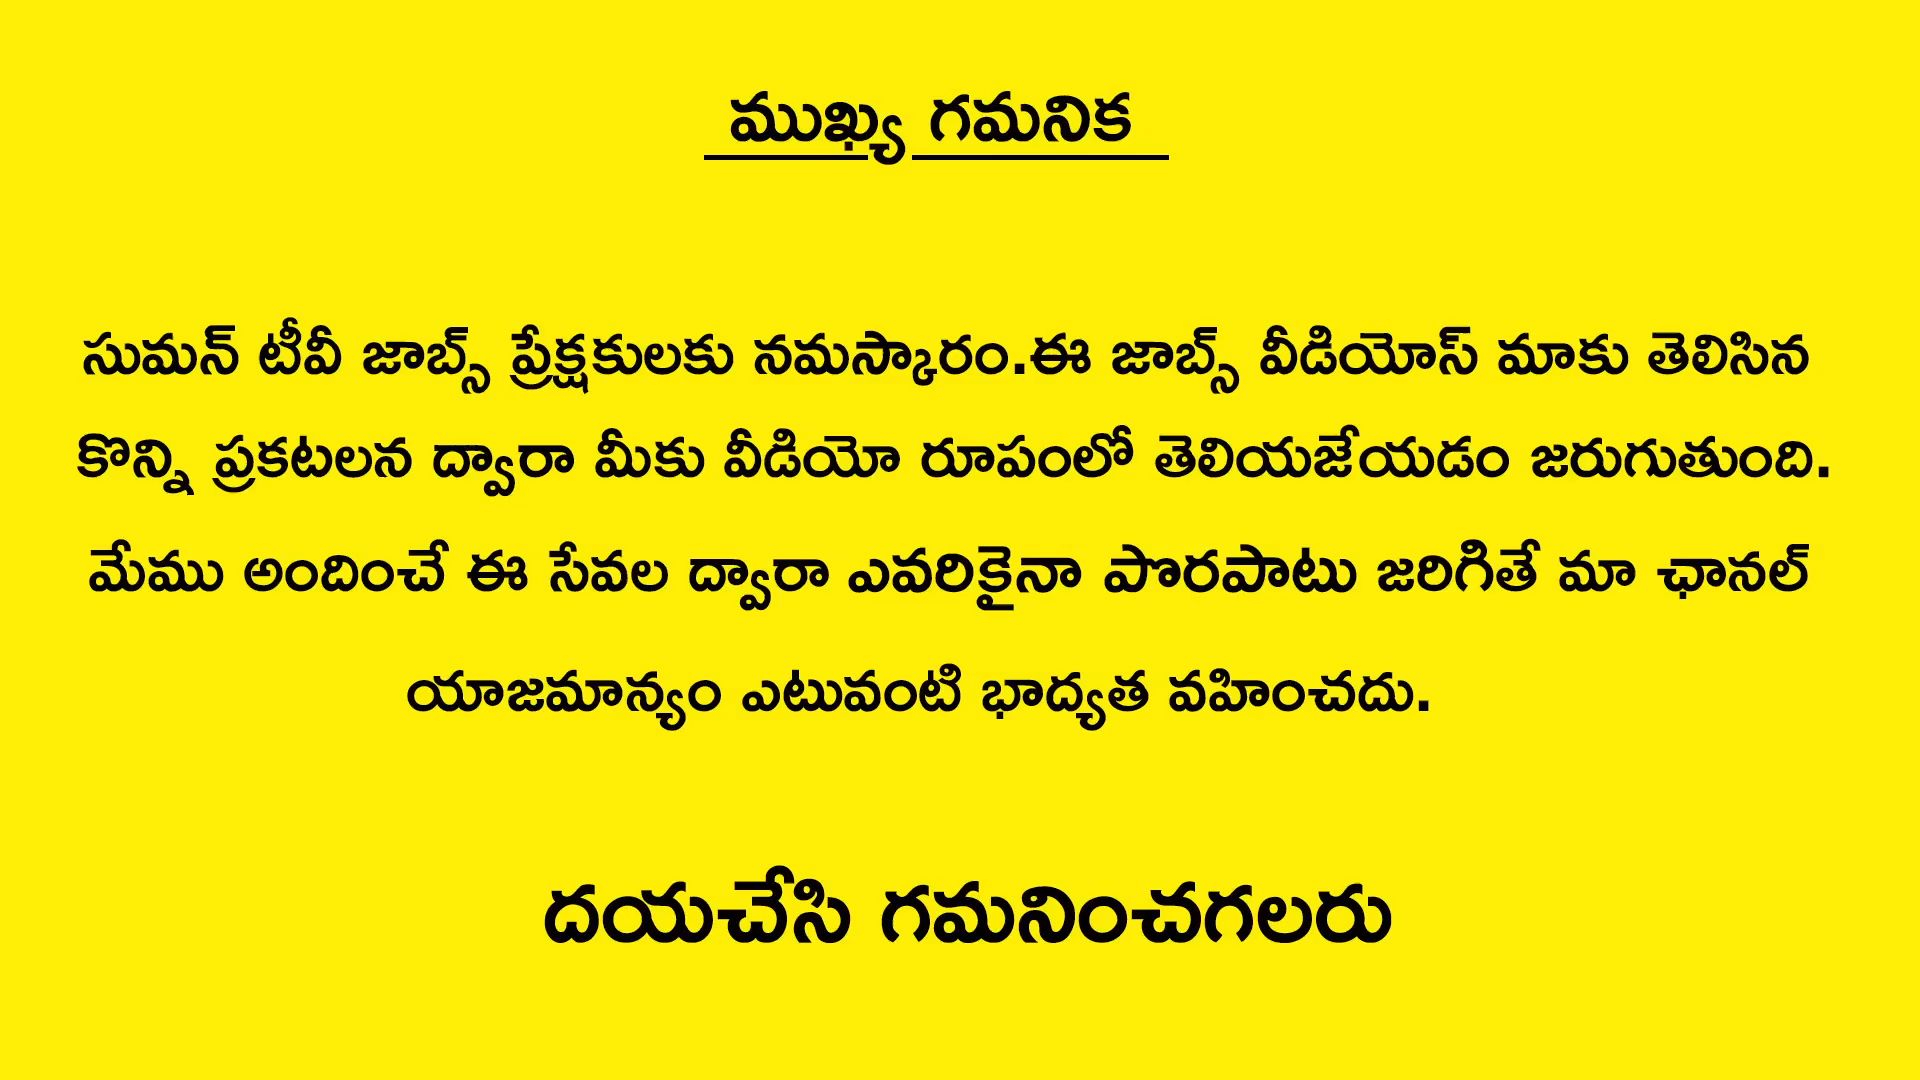 ముఖ్య గమనిక
సుమన్ టీవీ జాబ్స్ ప్రేక్షకులకు నమస్కారం.ఈ జాబ్స్ వీడియోస్ మాకు తెలిసిన
కొన్ని ప్రకటలన ద్వారా మీకు వీడియో రూపంలో తెలియజేయడం జరుగుతుంది.
మేము అందించే ఈ సేవల ద్వారా ఎవరికైనా పొరపాటు జరిగితే మా ఛానల్
యాజమాన్యం ఎటువంటి భాద్యత వహించదు.
దయచేసి గమనించగలరు